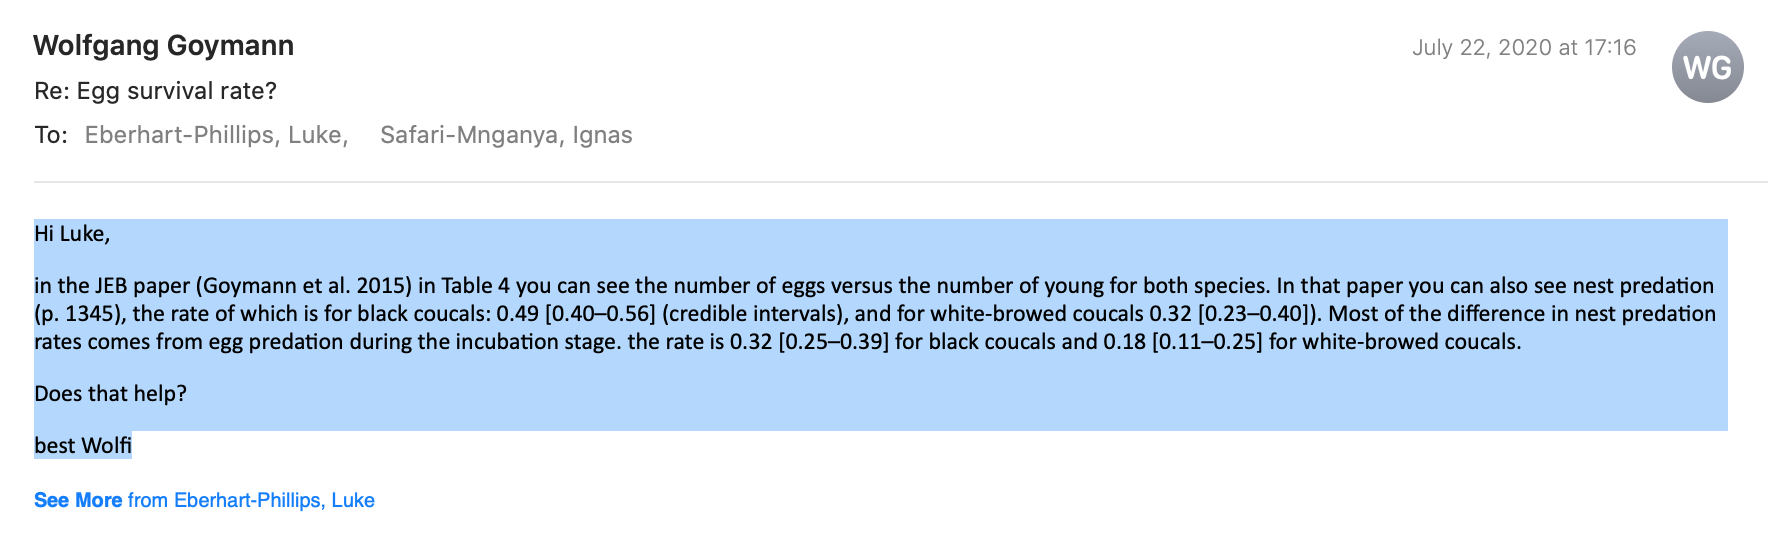 Wolfgang Goymann
July 22, 2020 at 17:16
WG
Re: Egg survival rate?
To: Eberhart-Phillips, Luke, Safari-Mnganya, Ignas
Hi Luke,
in the JEB paper (Goymann et al. 2015) in Table 4 you can see the number of eggs versus the number of young for both species. In that paper you can also see nest predation
(p. 1345), the rate of which is for black coucals: 0.49 [0.40–0.56] (credible intervals), and for white-browed coucals 0.32 [0.23–0.40]). Most of the difference in nest predation
rates comes from egg predation during the incubation stage. the rate is 0.32 [0.25–0.39] for black coucals and 0.18 [0.11–0.25] for white-browed coucals.
Does that help?
best Wolfi
See More from Eberhart-Phillips, Luke